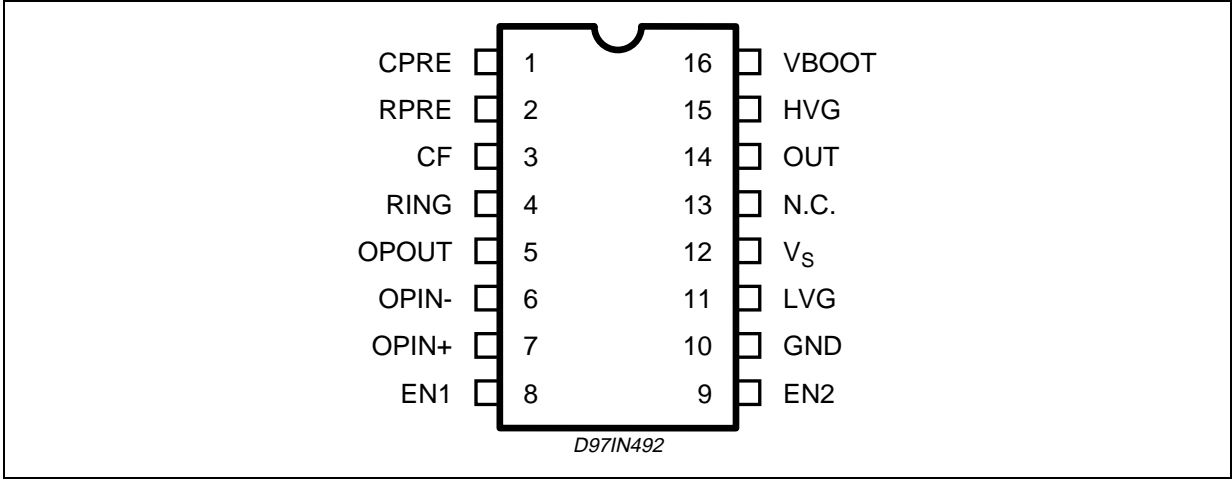 CPRE 1 16 VBOOT
RPRE 2 15 HVG
CF 3 14 OUT
RING 4 13 N.C.
OPOUT 5 12 VS
OPIN- 6 11 LVG
OPIN+ 7 10 GND
EN1 8 9 EN2
D97IN492